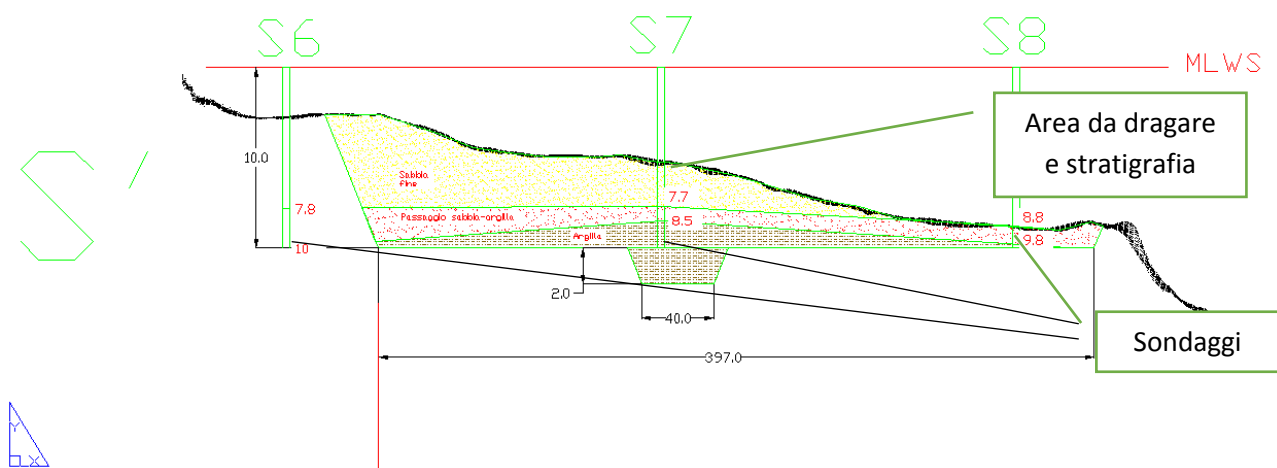 S6
S7
S8
MLWS
Area da dragare
e stratigrafia
10.0
S'
Sabbia
fine
7.7
7.8
Passaggio sabbia-argilla
8.5
8.8
Argilla
9.8
10
2.0
40.0
Sondaggi
397.0
Y
X